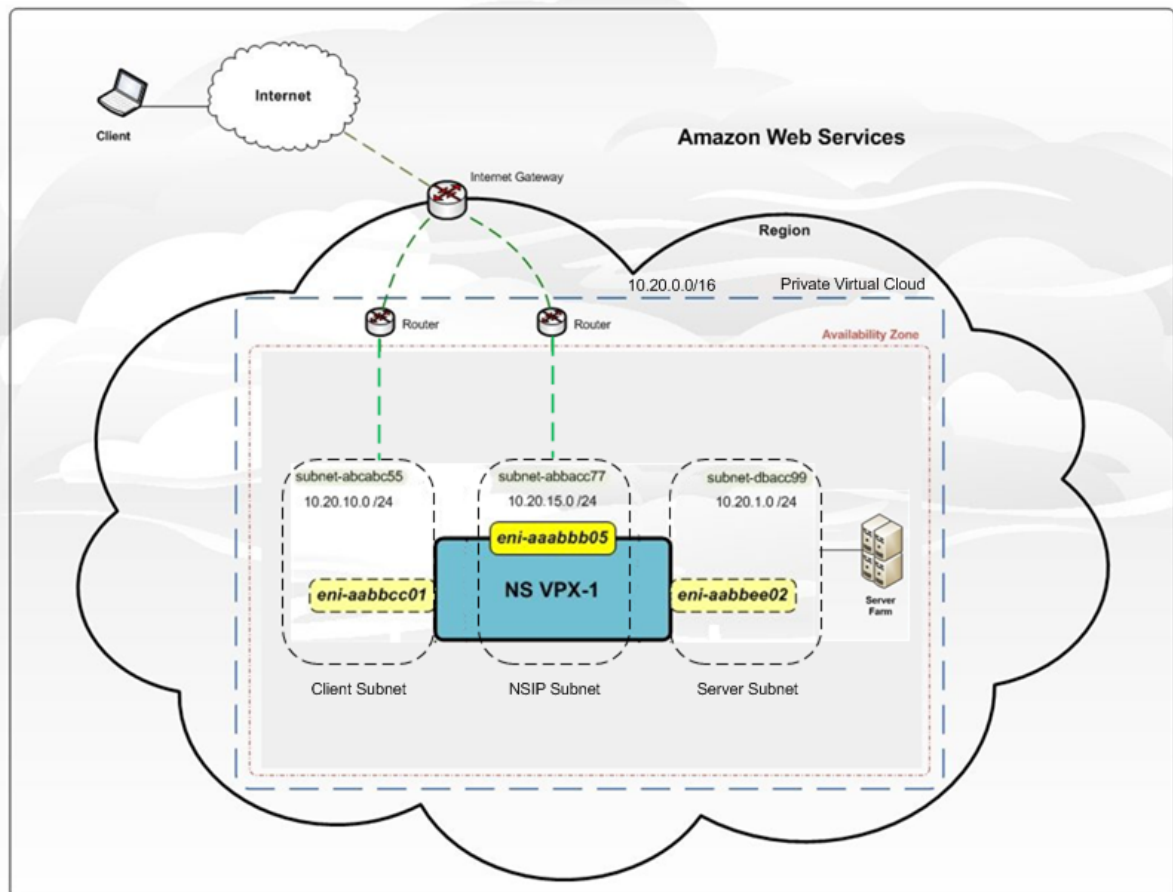 Internet
Client
Amazon Web Services
Internet Gateway
Region
10.20.0.0/16
Private Virtual Cloud
Router
Router
Availability Zone
subnet-abcabc55
10.20.10.0 /24
subnet-abbacc77
10.20.15.0 /24
subnet-dbacc99
10.20.1.0 /24
eni-aaabbb05
NS VPX-1
eni-aabbcc01
eni-aabbee02
Server
Farm
Client Subnet
NSIP Subnet
Server Subnet